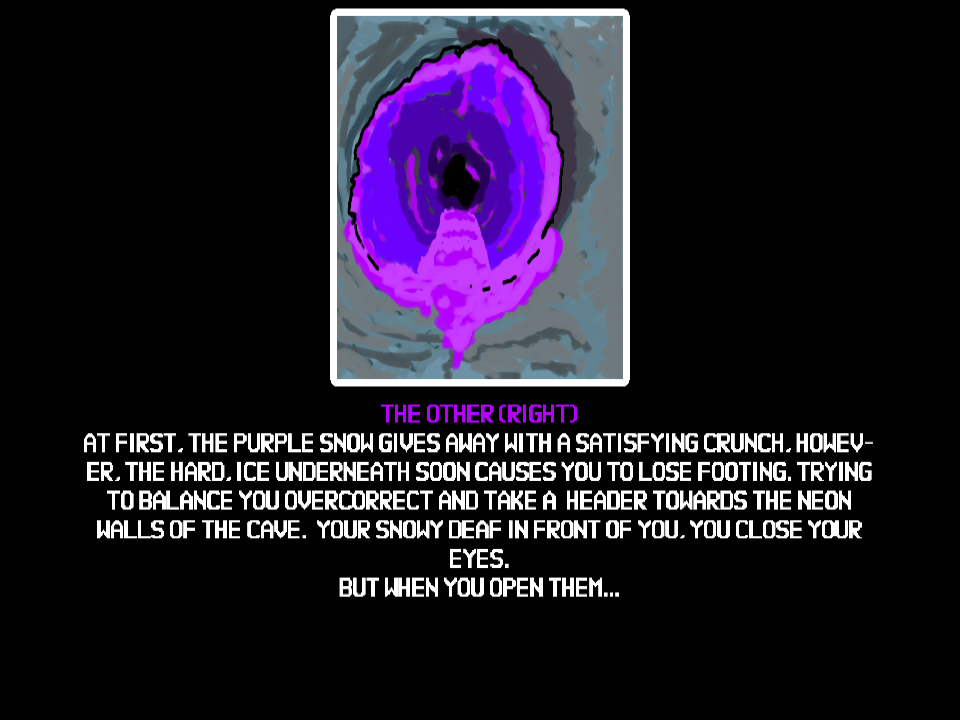 THE OTHER (RIGHT)
AT FIRST, THE PURPLE SNOW GIVES AWAY WITH A SATISFYING CRUNCH. HOWEV-
ER, THE HARD, ICE UNDERNEATH SOON CAUSES YOU TO LOSE FOOTING. TRYING
TO BALANCE YOU OVERCORRECT AND TAKE A  HEADER TOWARDS THE NEON
WALLS OF THE CAVE.  YOUR SNOWY DEAF IN FRONT OF YOU, YOU CLOSE YOUR
EYES.
BUT WHEN YOU OPEN THEM...